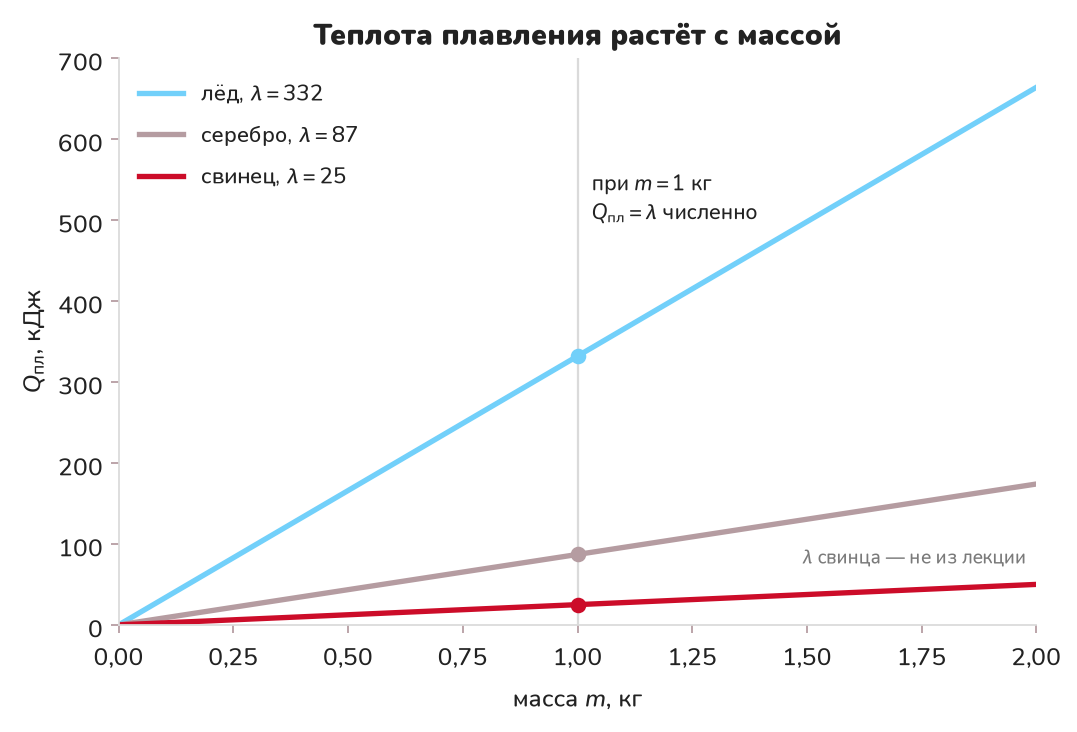 Теплота плавления растёт с массой
700
600
500
400
300
200
100
0
Qпл, кДж
лёд, λ = 332
серебро, λ = 87
свинец, λ = 25
при m = 1 кг
Qпл = λ численно
λ свинца — не из лекции
0,00 0,25 0,50 0,75 1,00 1,25 1,50 1,75 2,00
масса m, кг